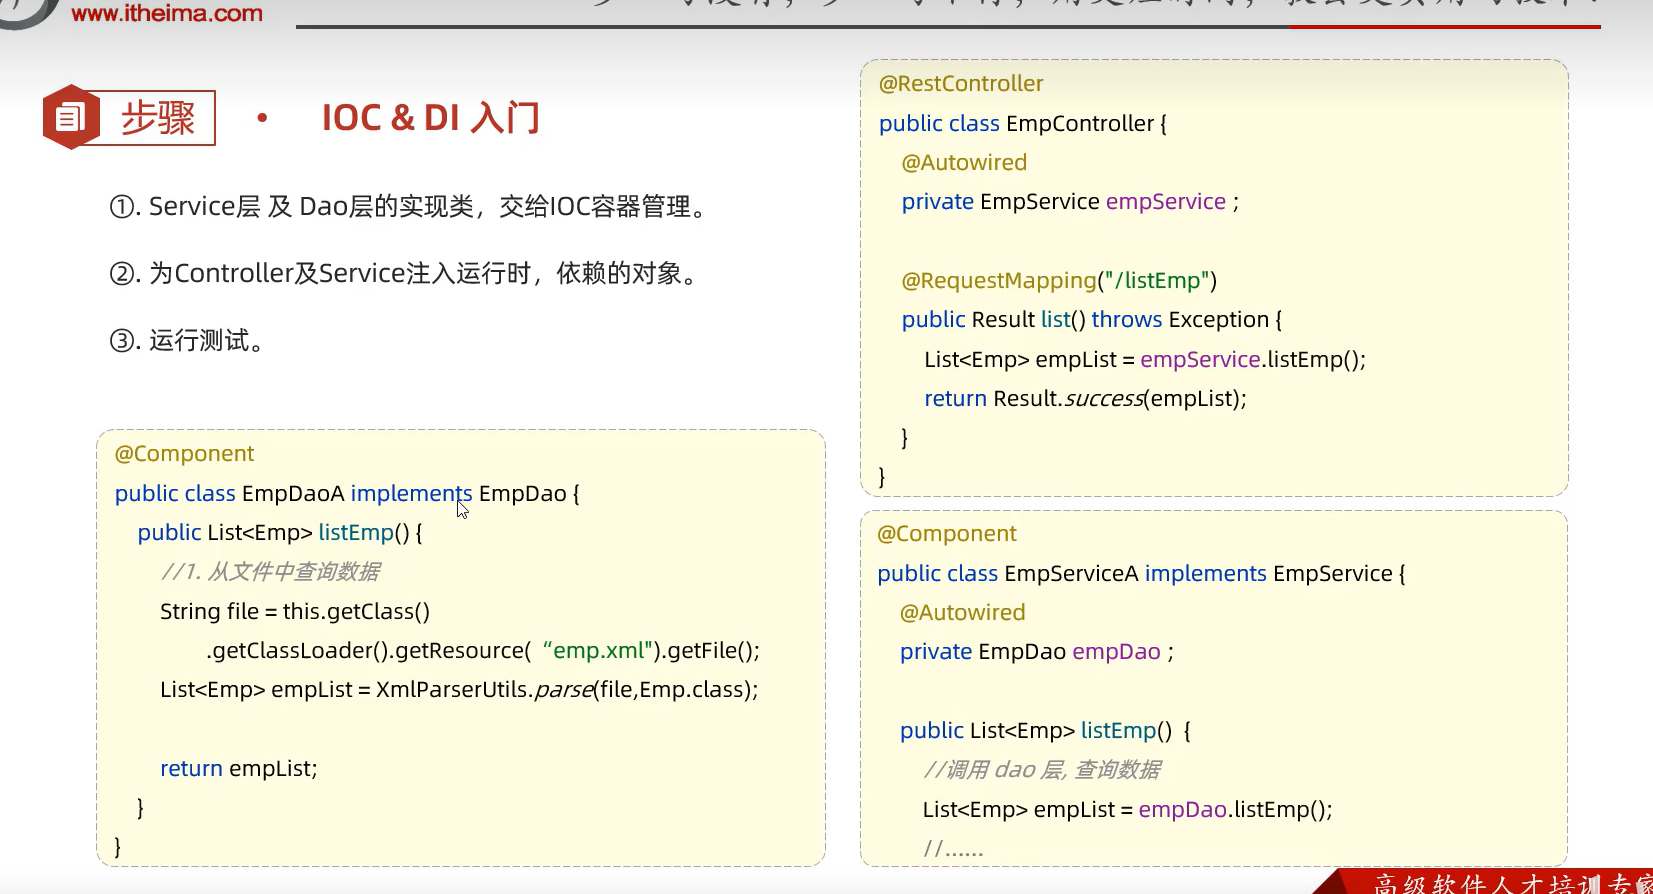 www.itheima.com
步骤
• IOC & DI 入门
①. Service层 及 Dao层的实现类，交给IOC容器管理。
②. 为Controller及Service注入运行时，依赖的对象。
③. 运行测试。
@Component
public class EmpDaoA implements EmpDao {
public List<Emp> listEmp() {
//1. 从文件中查询数据
String file = this.getClass()
.getClassLoader().getResource( “emp.xml").getFile();
List<Emp> empList = XmlParserUtils.parse(file,Emp.class);
return empList;
}
}
@RestController
public class EmpController {
@Autowired
private EmpService empService ;
@RequestMapping("/listEmp")
public Result list() throws Exception {
List<Emp> empList = empService.listEmp();
return Result.success(empList);
}
}
@Component
public class EmpServiceA implements EmpService {
@Autowired
private EmpDao empDao ;
public List<Emp> listEmp() {
//调用 dao 层, 查询数据
List<Emp> empList = empDao.listEmp();
//......
高级软件人才培训专家